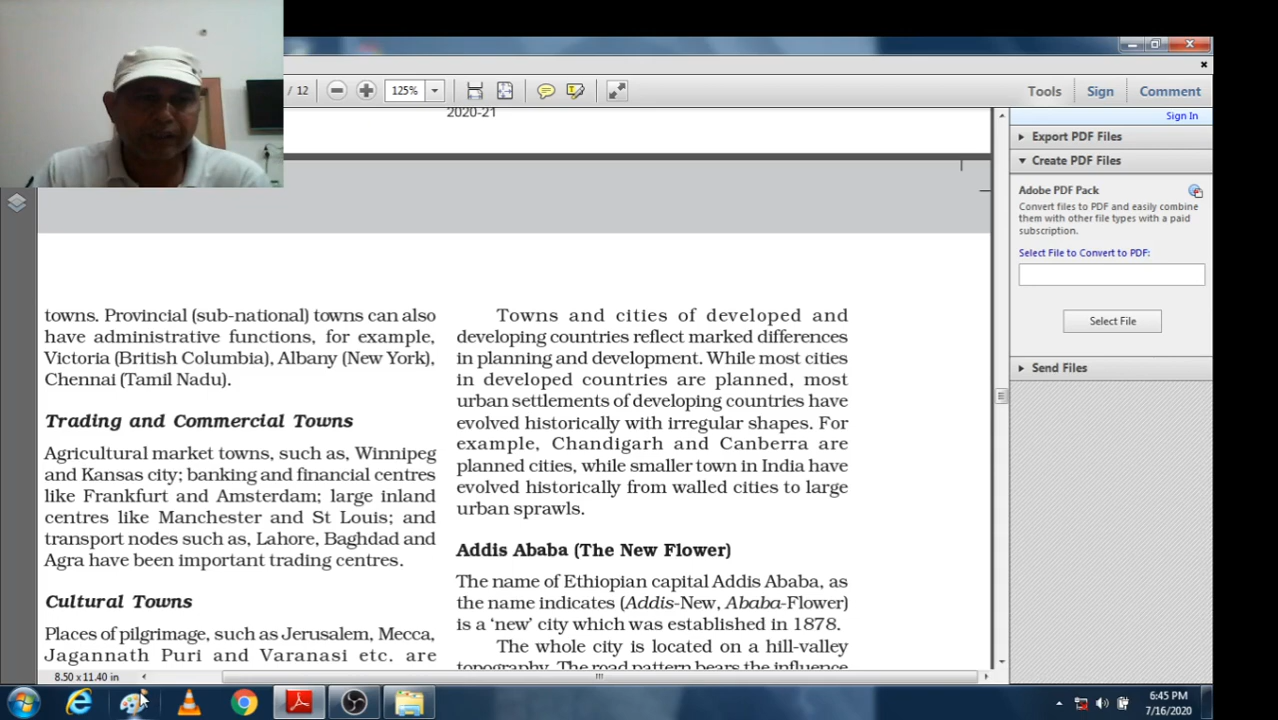 / 12
125%
Tools
Sign
Comment
2020-21
Sign In
Export PDF Files
Create PDF Files
Adobe PDF Pack
Convert files to PDF and easily combine
them with other file types with a paid
subscription.
Select File to Convert to PDF:
Select File
Send Files
towns. Provincial (sub-national) towns can also
have administrative functions, for example,
Victoria (British Columbia), Albany (New York),
Chennai (Tamil Nadu).
Trading and Commercial Towns
Agricultural market towns, such as, Winnipeg
and Kansas city; banking and financial centres
like Frankfurt and Amsterdam; large inland
centres like Manchester and St Louis; and
transport nodes such as, Lahore, Baghdad and
Agra have been important trading centres.
Cultural Towns
Places of pilgrimage, such as Jerusalem, Mecca,
Jagannath Puri and Varanasi etc. are
Towns and cities of developed and
developing countries reflect marked differences
in planning and development. While most cities
in developed countries are planned, most
urban settlements of developing countries have
evolved historically with irregular shapes. For
example, Chandigarh and Canberra are
planned cities, while smaller town in India have
evolved historically from walled cities to large
urban sprawls.
Addis Ababa (The New Flower)
The name of Ethiopian capital Addis Ababa, as
the name indicates (Addis-New, Ababa-Flower)
is a ‘new’ city which was established in 1878.
The whole city is located on a hill-valley
topography. The road pattern bears the influence
8.50 x 11.40 in
6:45 PM
7/16/2020